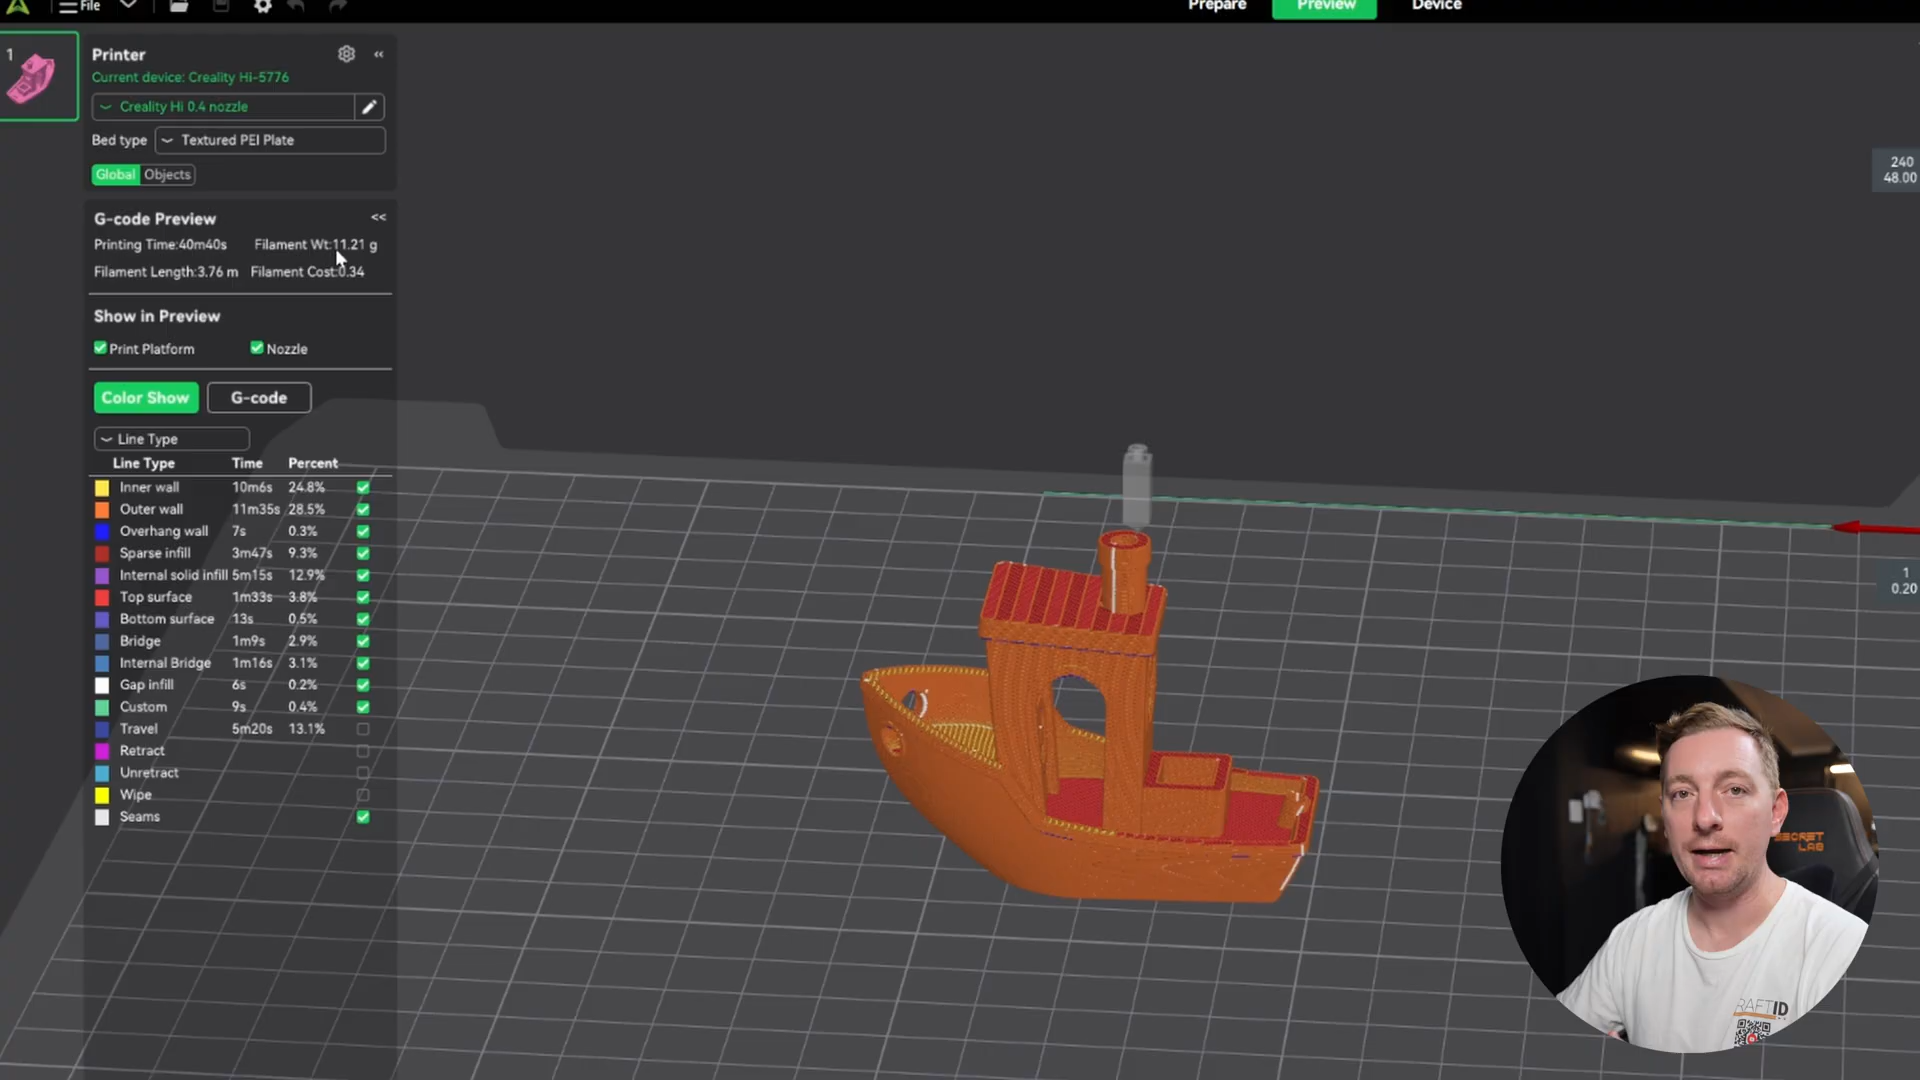 File
Prepare
Preview
Device
1
Printer
Current device: Creality Hi-5776
Creality Hi 0.4 nozzle
Bed type
Textured PEI Plate
Global
Objects
240
48.00
G-code Preview
<<
Printing Time:40m40s
Filament Wt:11.21 g
Filament Length:3.76 m
Filament Cost:0.34
Show in Preview
Print Platform
Nozzle
Color Show
G-code
Line Type
Line Type Time Percent
Inner wall 10m6s 24.8%
Outer wall 11m35s 28.5%
Overhang wall 7s 0.3%
Sparse infill 3m47s 9.3%
Internal solid infill 5m15s 12.9%
Top surface 1m33s 3.8%
Bottom surface 13s 0.5%
Bridge 1m9s 2.9%
Internal Bridge 1m16s 3.1%
Gap infill 6s 0.2%
Custom 9s 0.4%
Travel 5m20s 13.1%
Retract
Unretract
Wipe
Seams
1
0.20
SECRET
LAB
RAFTID